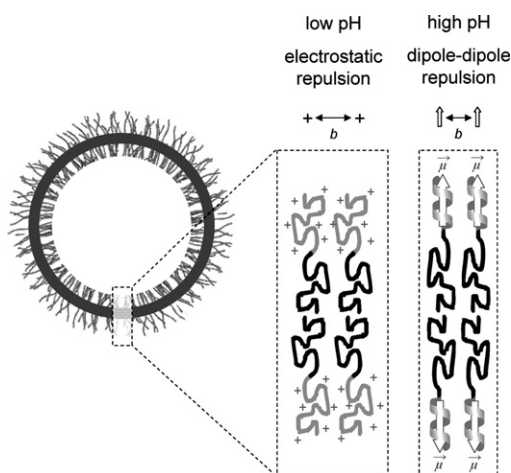 low pH
electrostatic
repulsion
+ +
b
high pH
dipole-dipole
repulsion
b
+ + + + + + + + + + + + + + + +
μ⃗ μ⃗
μ⃗ μ⃗